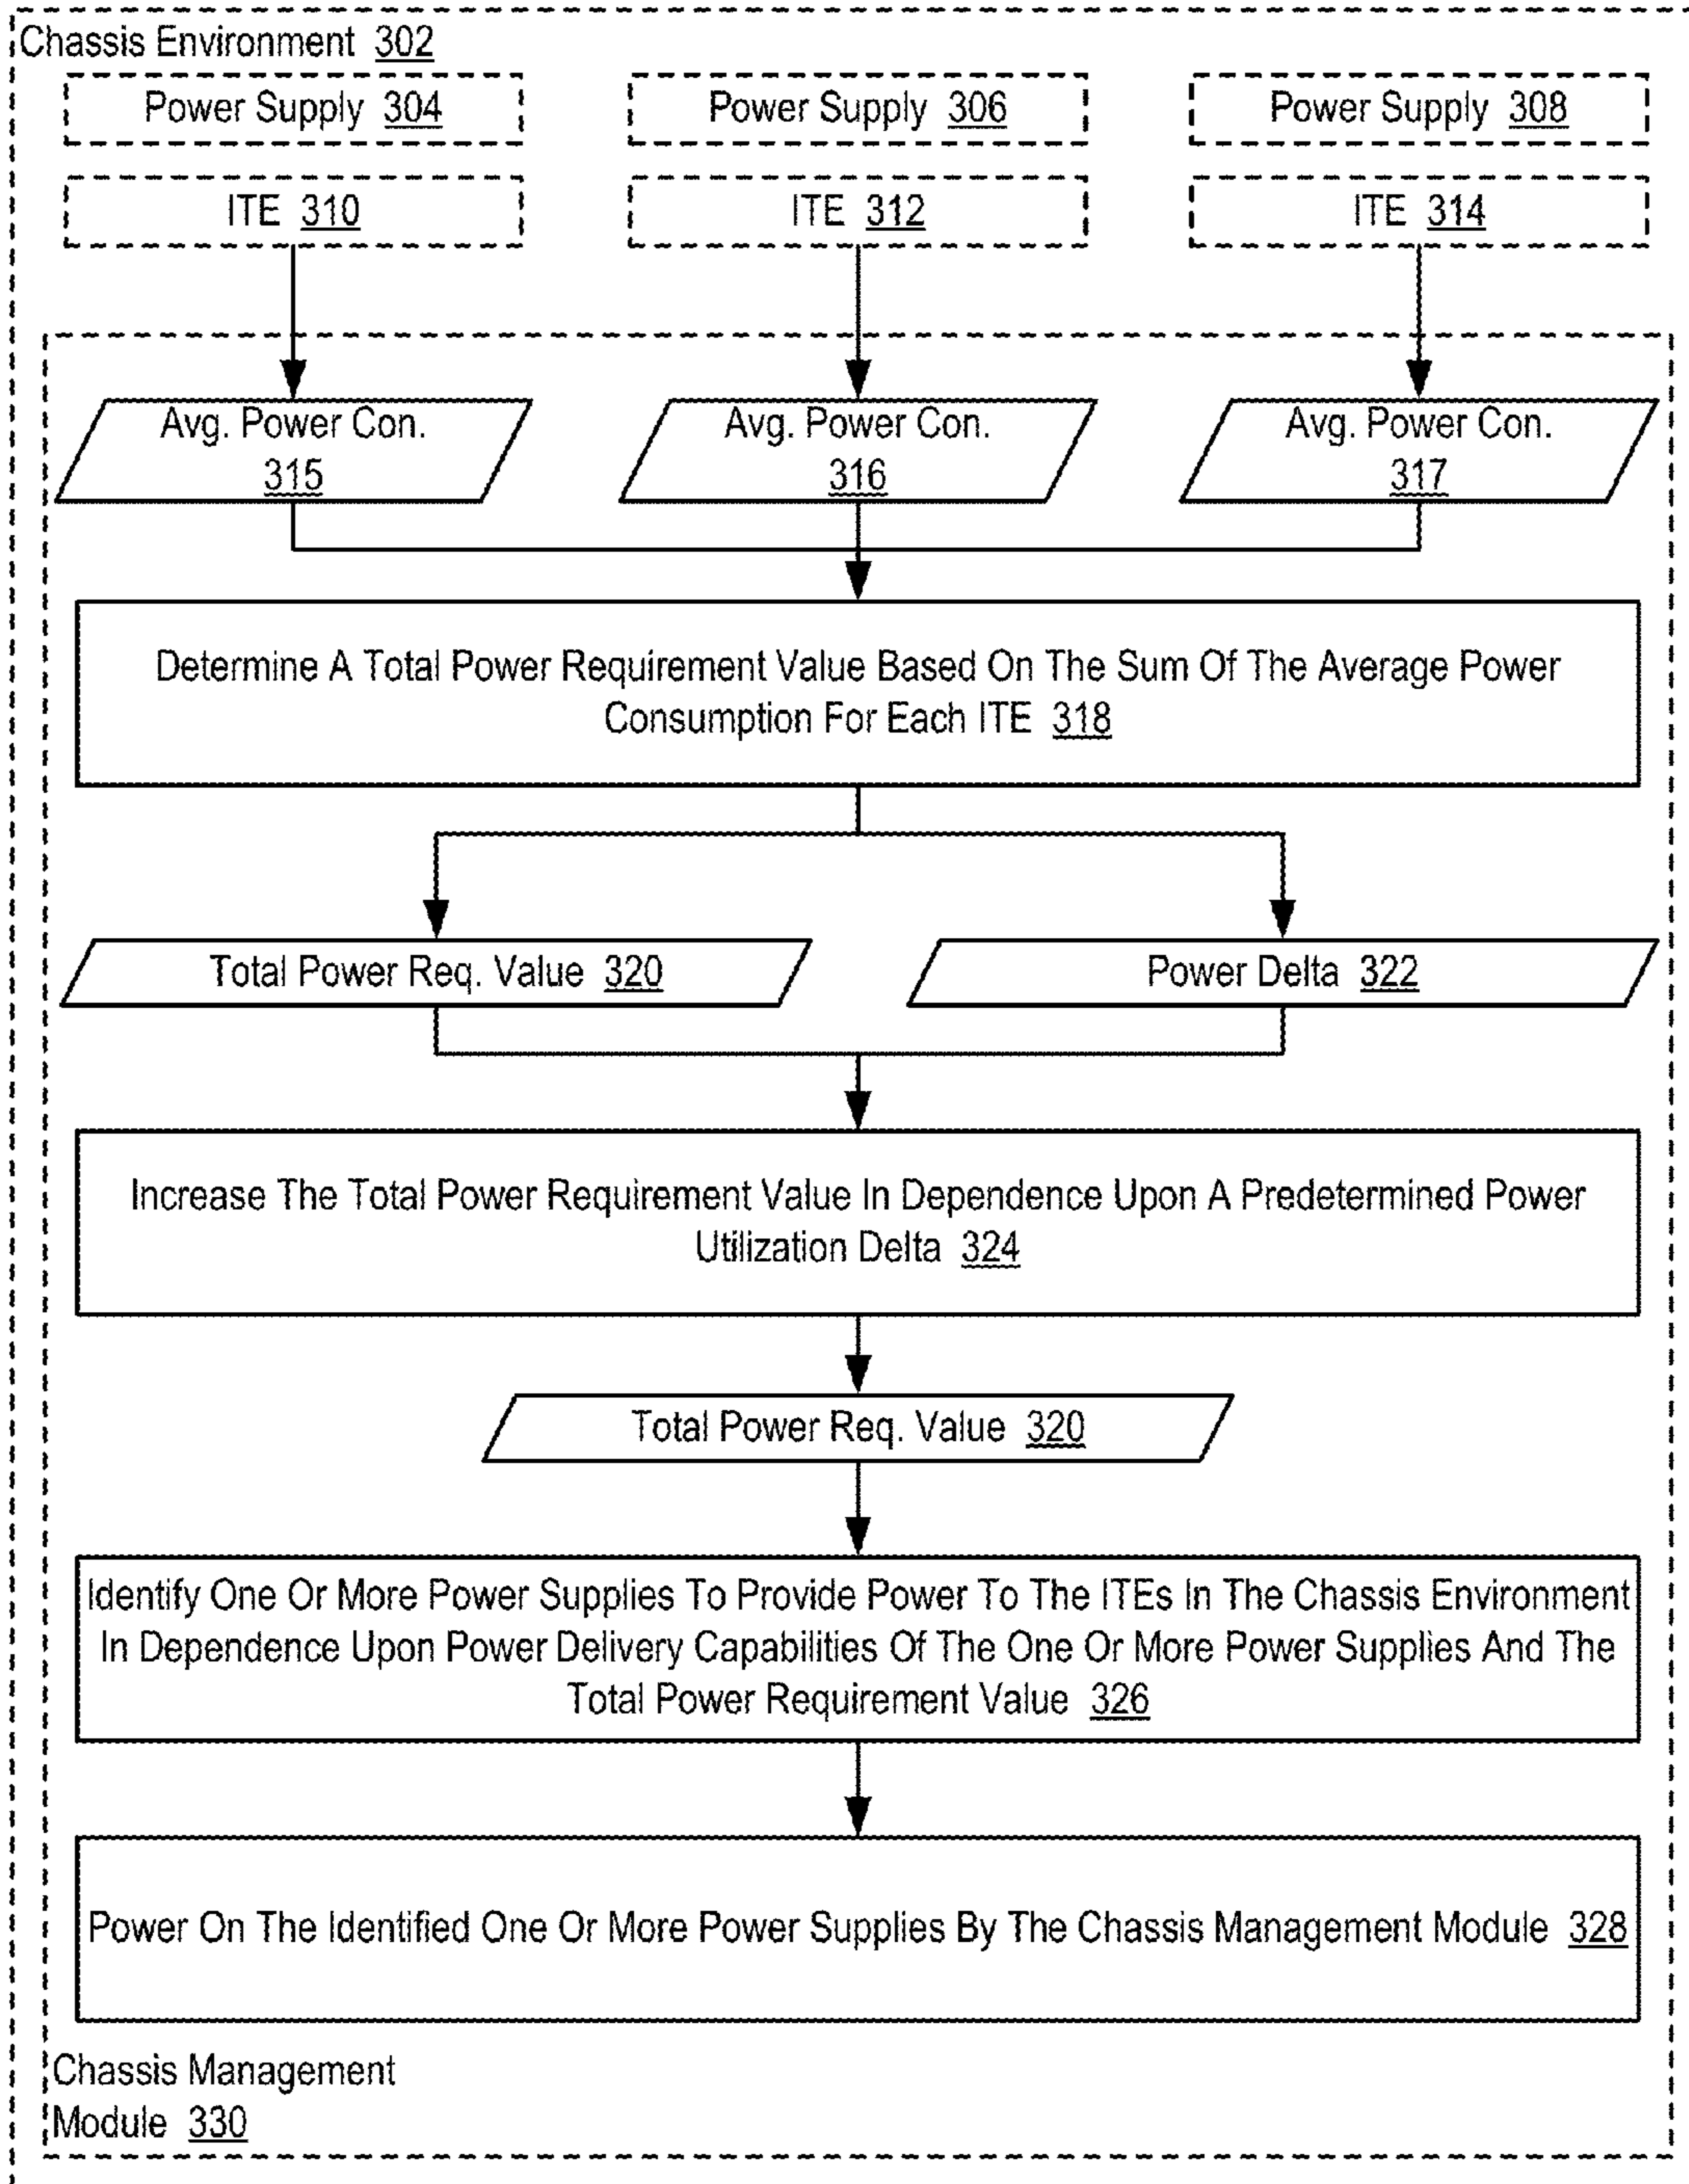 Chassis Environment 302
Power Supply 304
Power Supply 306
Power Supply 308
ITE 310
ITE 312
ITE 314
Avg. Power Con.
315
Avg. Power Con.
316
Avg. Power Con.
317
Determine A Total Power Requirement Value Based On The Sum Of The Average Power
Consumption For Each ITE 318
Total Power Req. Value 320
Power Delta 322
Increase The Total Power Requirement Value In Dependence Upon A Predetermined Power
Utilization Delta 324
Total Power Req. Value 320
Identify One Or More Power Supplies To Provide Power To The ITEs In The Chassis Environment
In Dependence Upon Power Delivery Capabilities Of The One Or More Power Supplies And The
Total Power Requirement Value 326
Power On The Identified One Or More Power Supplies By The Chassis Management Module 328
Chassis Management
Module 330